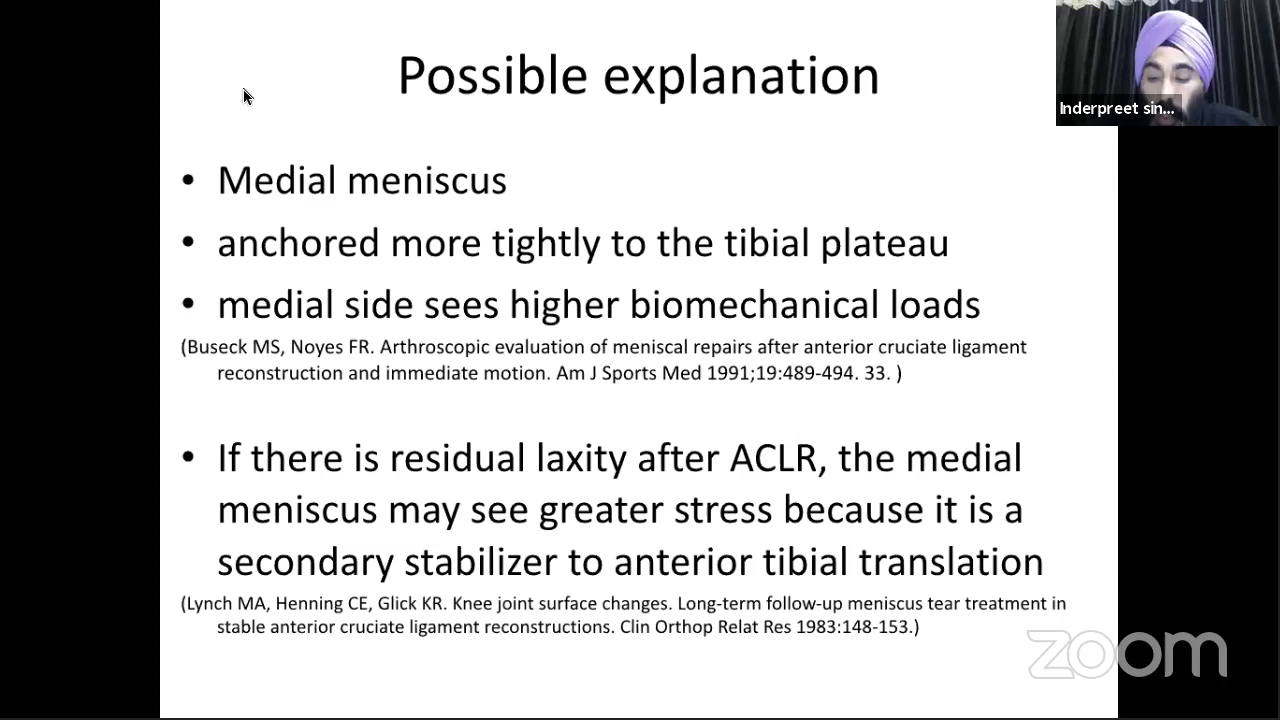 Possible explanation
Inderpreet sin...
• Medial meniscus
• anchored more tightly to the tibial plateau
• medial side sees higher biomechanical loads
(Buseck MS, Noyes FR. Arthroscopic evaluation of meniscal repairs after anterior cruciate ligament
reconstruction and immediate motion. Am J Sports Med 1991;19:489-494. 33. )
• If there is residual laxity after ACLR, the medial
meniscus may see greater stress because it is a
secondary stabilizer to anterior tibial translation
(Lynch MA, Henning CE, Glick KR. Knee joint surface changes. Long-term follow-up meniscus tear treatment in
stable anterior cruciate ligament reconstructions. Clin Orthop Relat Res 1983:148-153.)
zoom